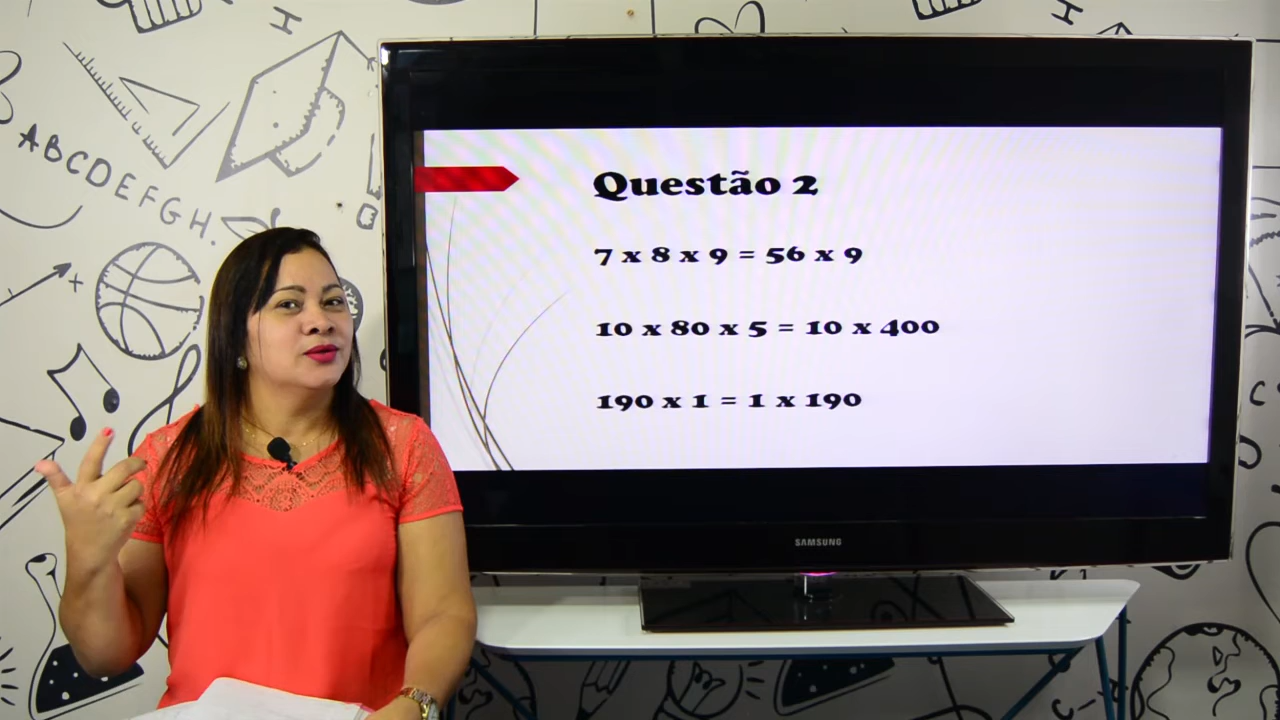 I
I
ABCDEFGH.
Questão 2
7 x 8 x 9 = 56 x 9
10 x 80 x 5 = 10 x 400
190 x 1 = 1 x 190
SAMSUNG